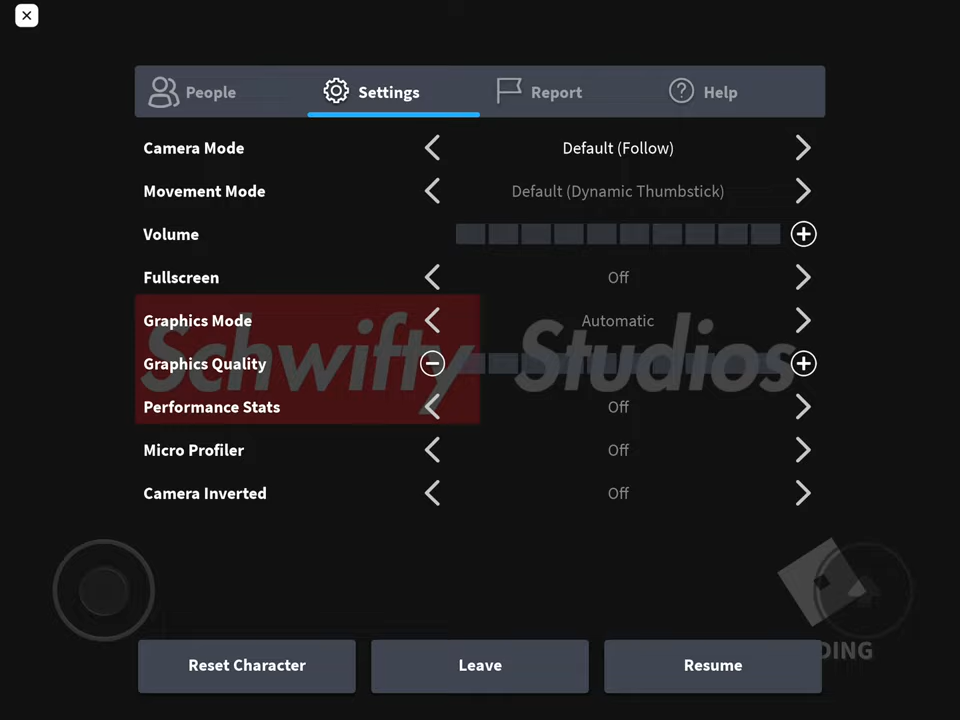 People Settings Report Help
Camera Mode Default (Follow)
Movement Mode Default (Dynamic Thumbstick)
Volume
Fullscreen Off
Graphics Mode Automatic
Schwifty Studios
Graphics Quality
Performance Stats Off
Micro Profiler Off
Camera Inverted Off
DING
Reset Character Leave Resume